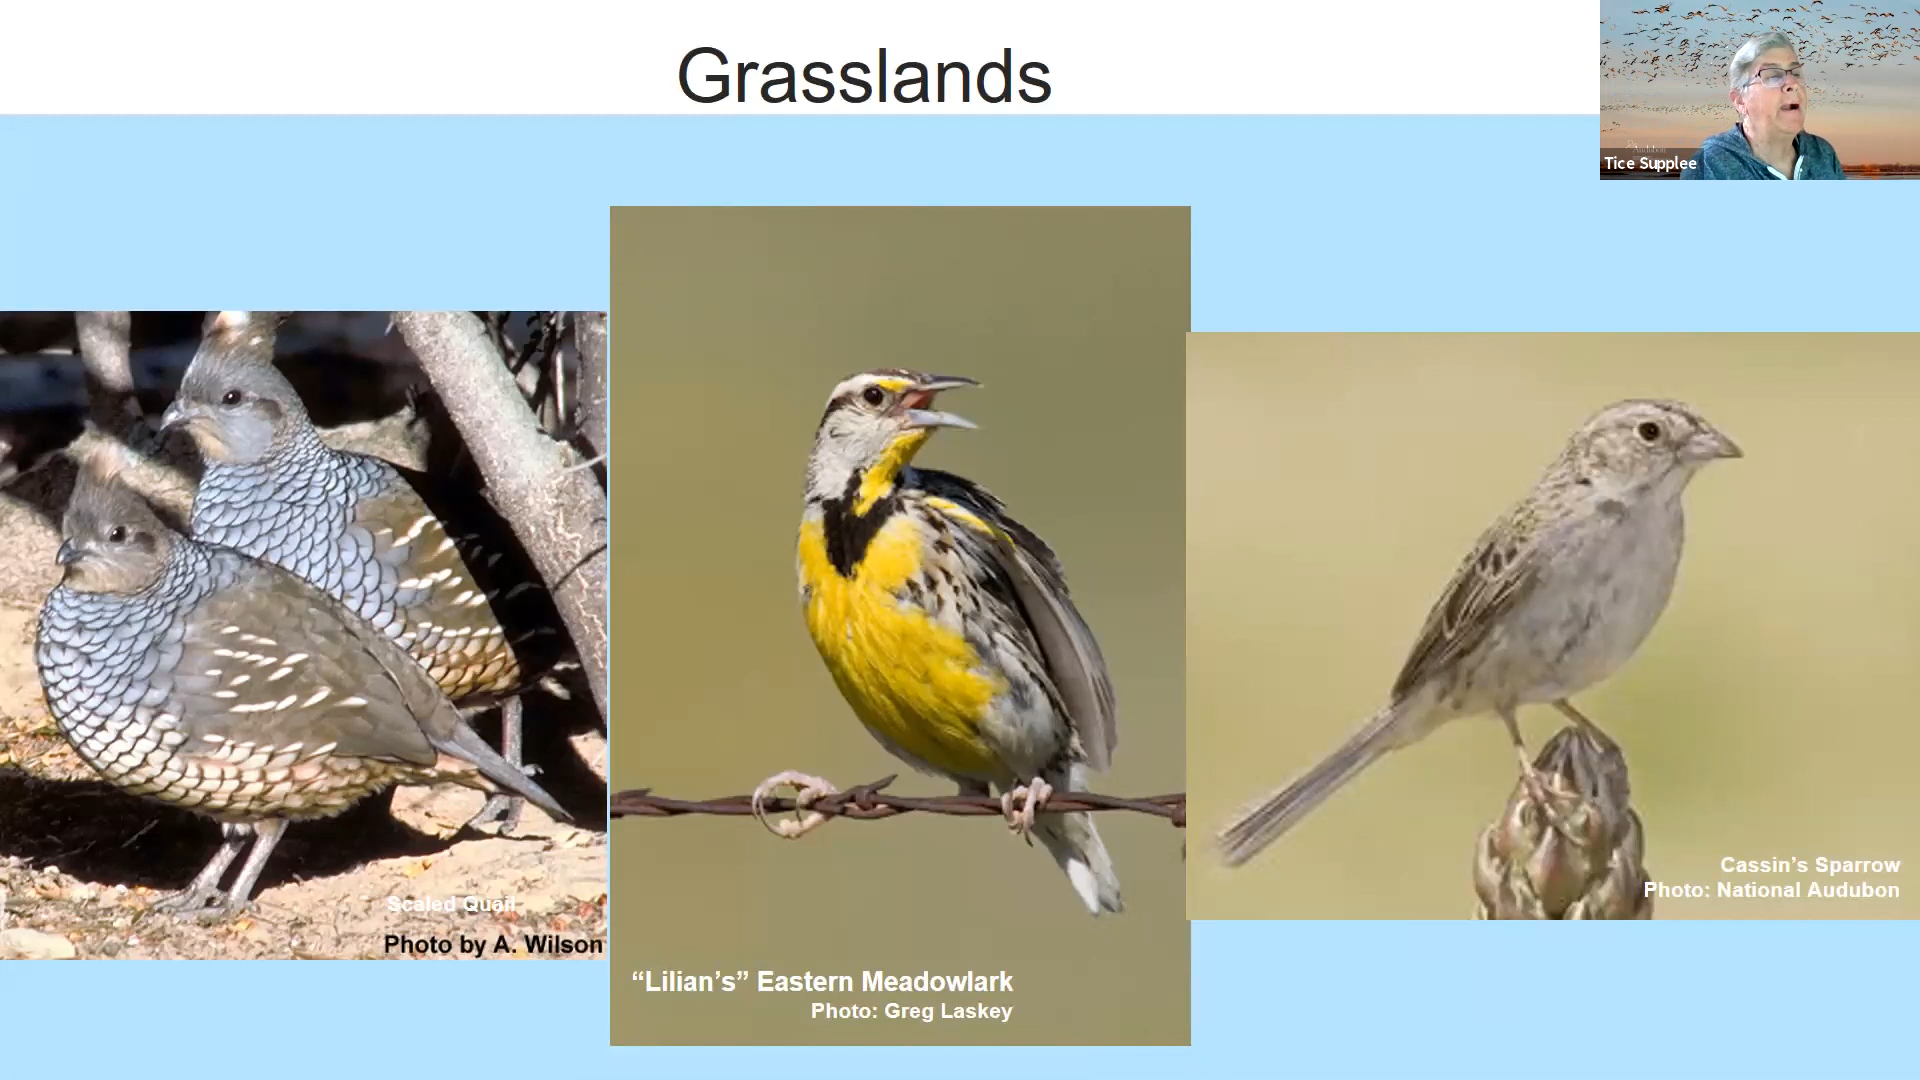 Grasslands
Audubon
Tice Supplee
Scaled Quail
Photo by A. Wilson
“Lilian’s” Eastern Meadowlark
Photo: Greg Laskey
Cassin’s Sparrow
Photo: National Audubon